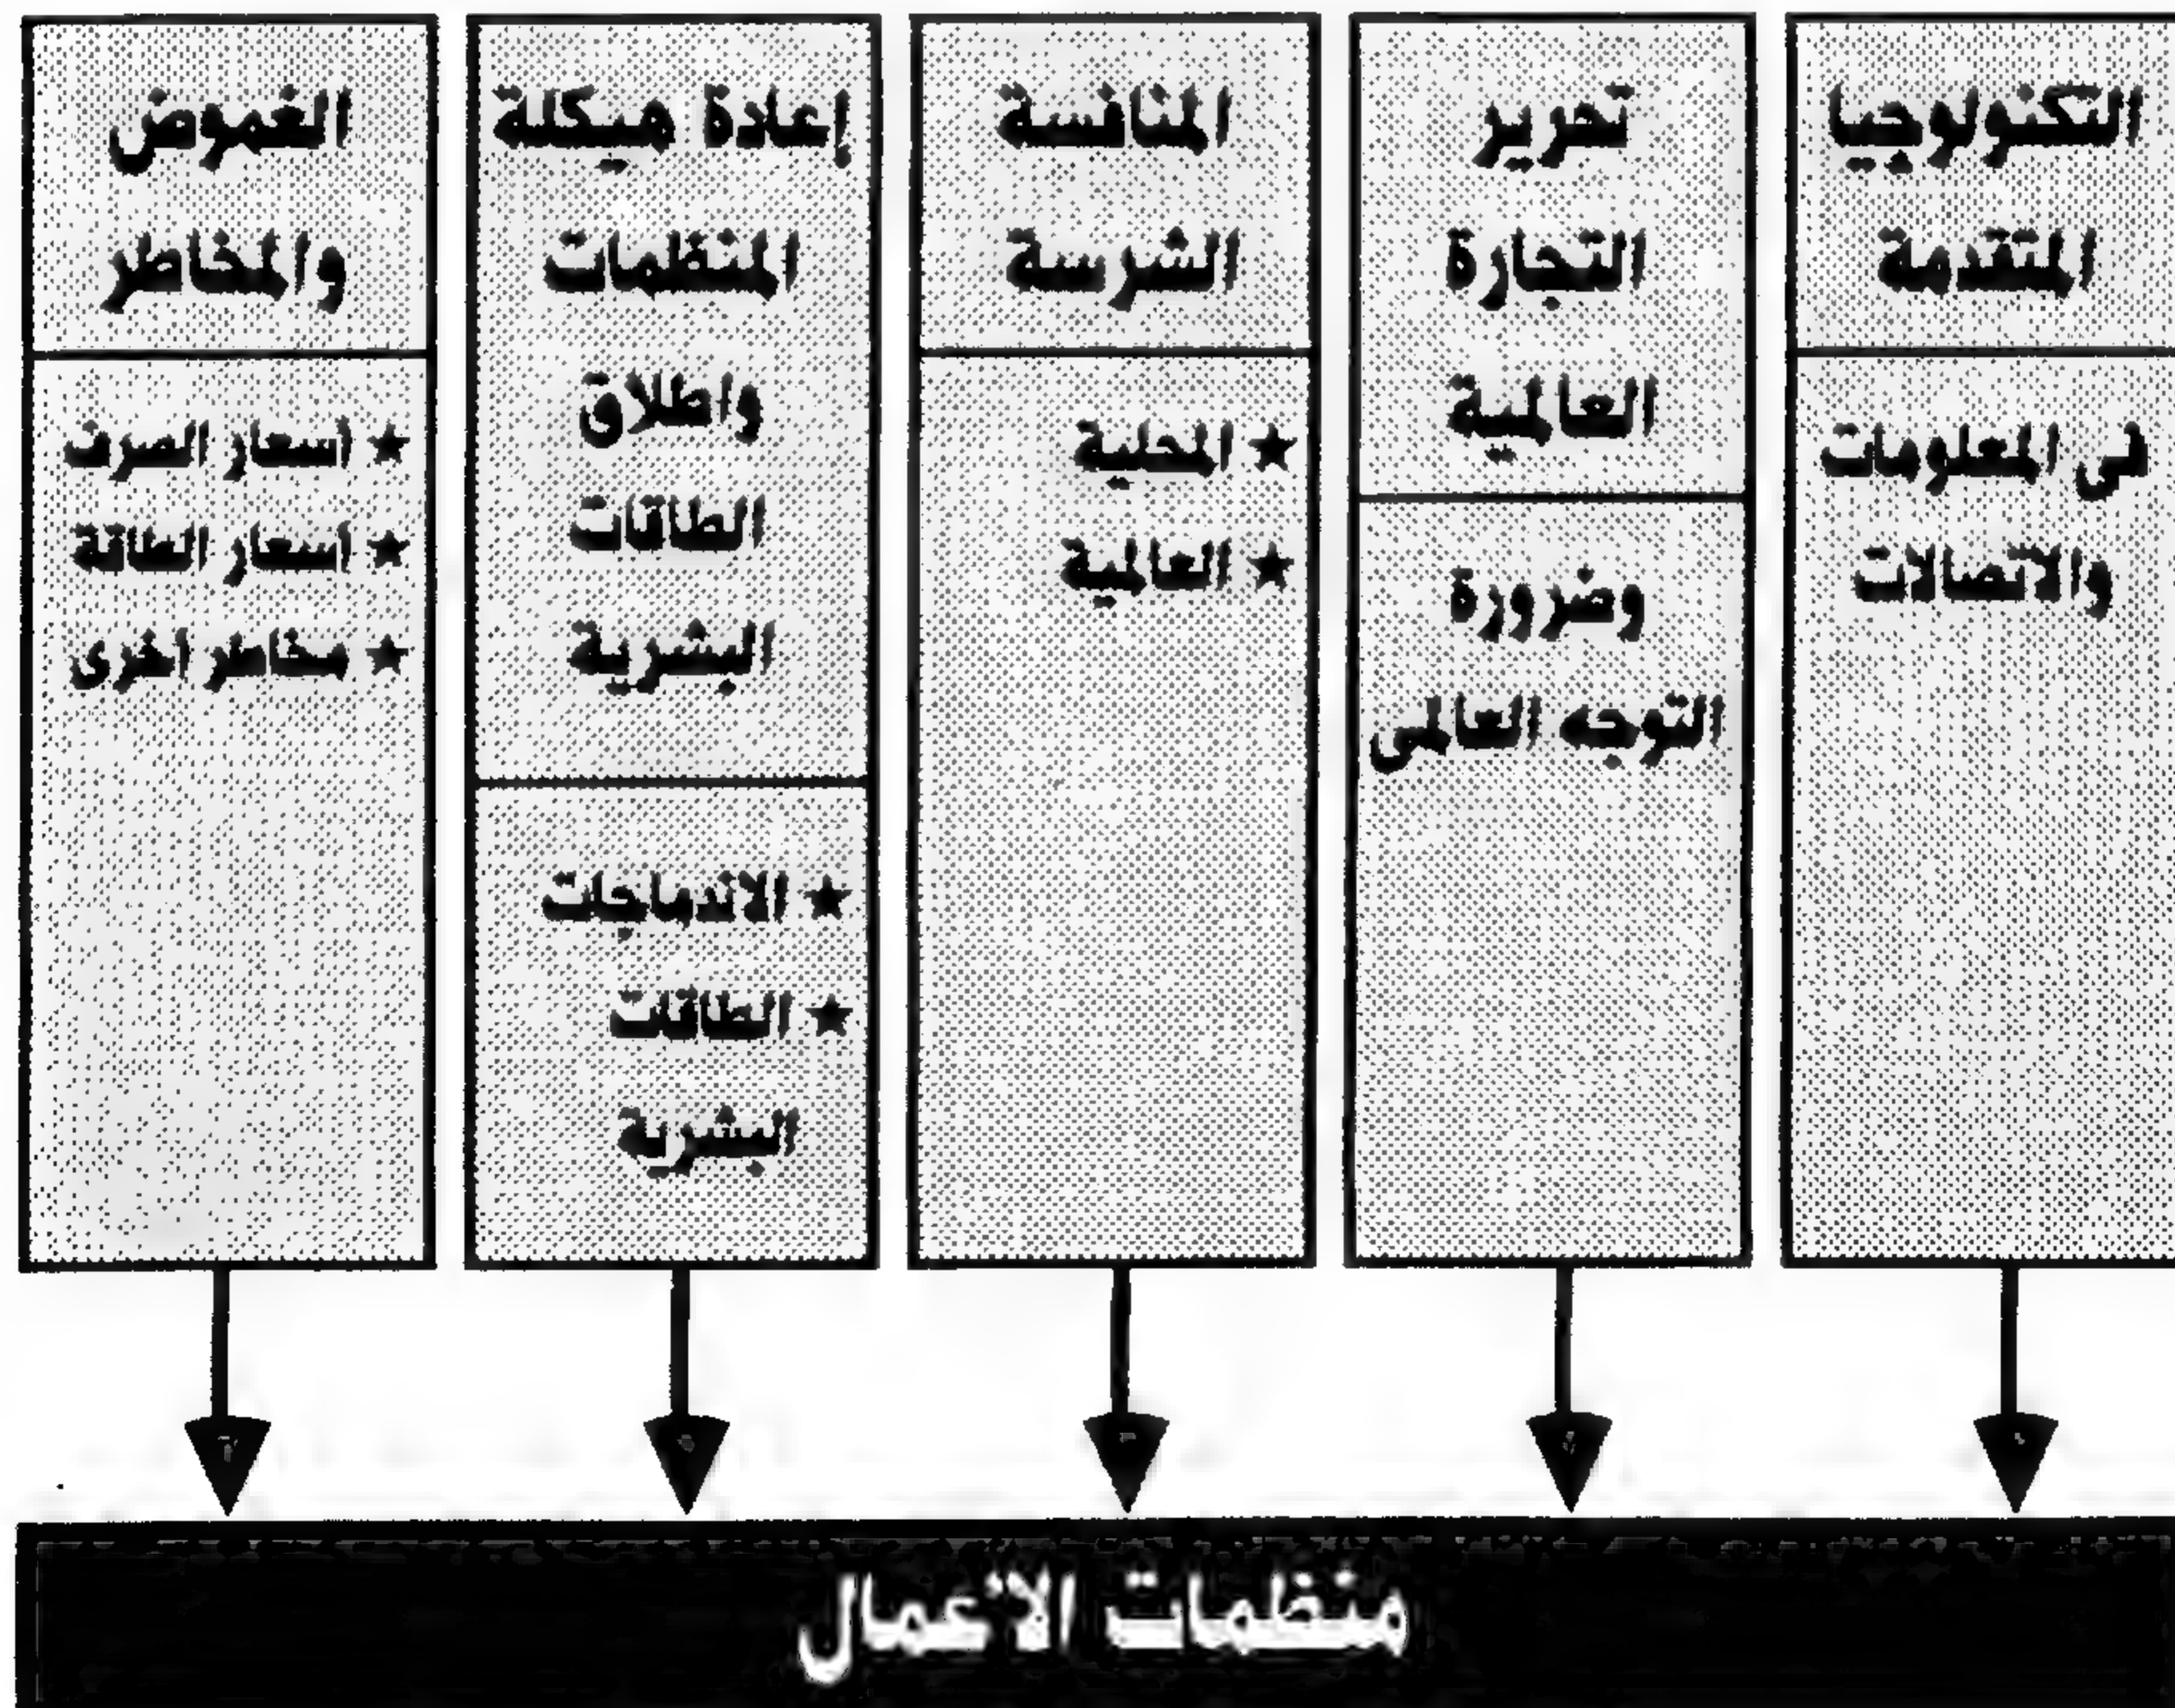 التكنولوجيا
المتقدمة
فى المعلومات
والاتصالات
تحرير
التجارة
العالمية
وضرورة
التوجه العالمى
المنافسة
الشرسة
★ المحلية
★ العالمية
إعادة هيكلة
المنظمات
واطلاق
الطاقات
البشرية
★ الاندماجات
★ الطاقات
البشرية
الغموض
والمخاطر
★ أسعار الصرف
★ أسعار الطاقة
★ مخاطر أخرى
منظمات الأعمال